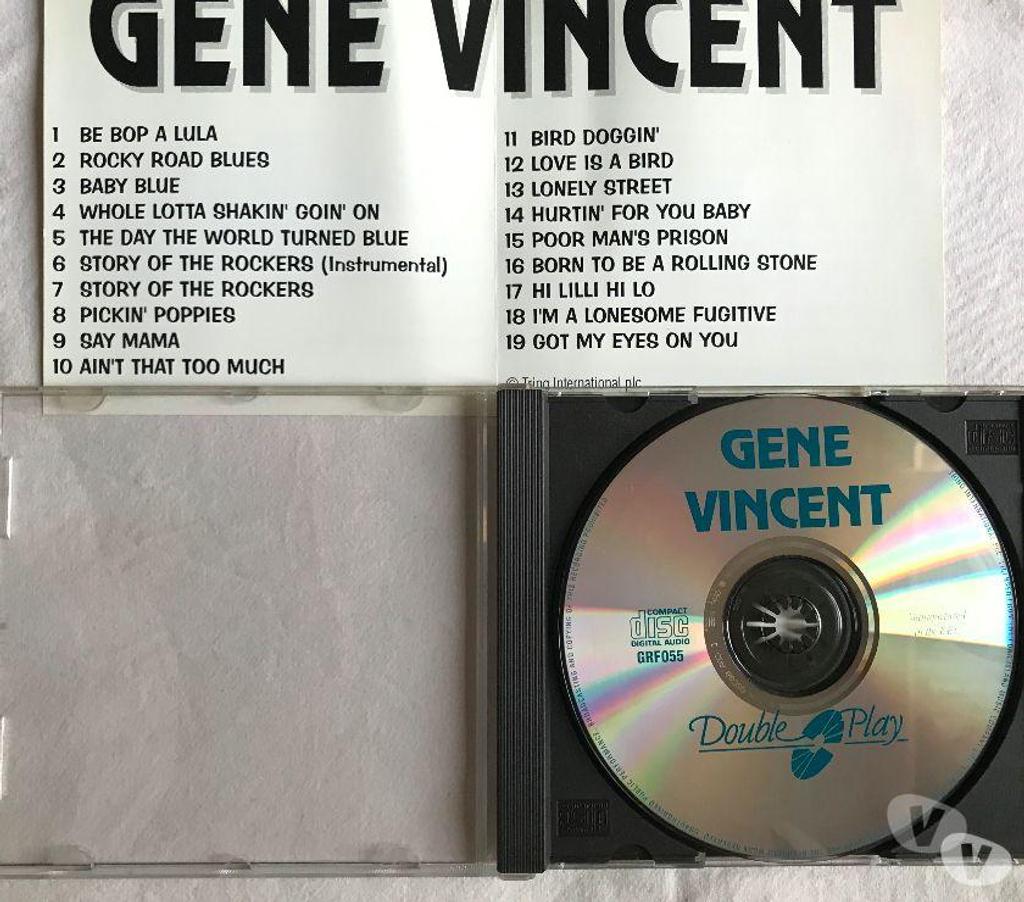 GENE VINCENT
1 BE BOP A LULA
2 ROCKY ROAD BLUES
3 BABY BLUE
4 WHOLE LOTTA SHAKIN' GOIN' ON
5 THE DAY THE WORLD TURNED BLUE
6 STORY OF THE ROCKERS (Instrumental)
7 STORY OF THE ROCKERS
8 PICKIN' POPPIES
9 SAY MAMA
10 AIN'T THAT TOO MUCH
11 BIRD DOGGIN'
12 LOVE IS A BIRD
13 LONELY STREET
14 HURTIN' FOR YOU BABY
15 POOR MAN'S PRISON
16 BORN TO BE A ROLLING STONE
17 HI LILLI HI LO
18 I'M A LONESOME FUGITIVE
19 GOT MY EYES ON YOU
© Tring International plc
GENE
VINCENT
COMPACT
disc
DIGITAL AUDIO
GRF055
Double Play
V V